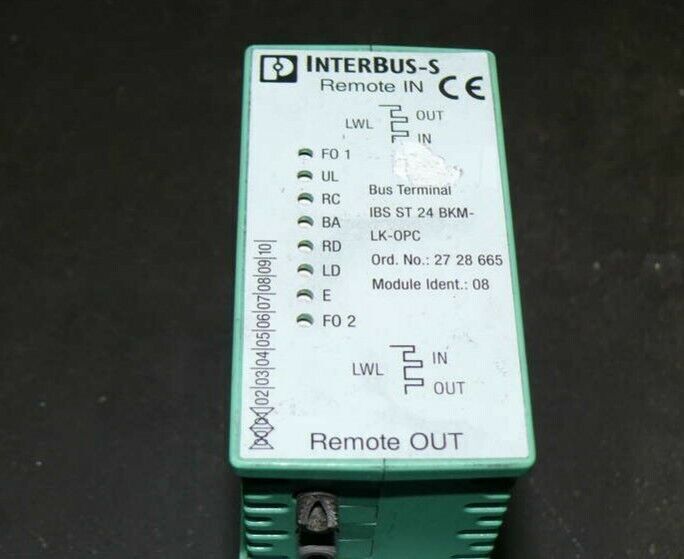 INTERBUS-S
Remote IN CE
LWL OUT
IN
FO 1
UL
RC
BA
RD
LD
E
FO 2
Bus Terminal
IBS ST 24 BKM-
LK-OPC
Ord. No.: 27 28 665
Module Ident.: 08
02|03|04|05|06|07|08|09|10|
LWL IN
OUT
Remote OUT